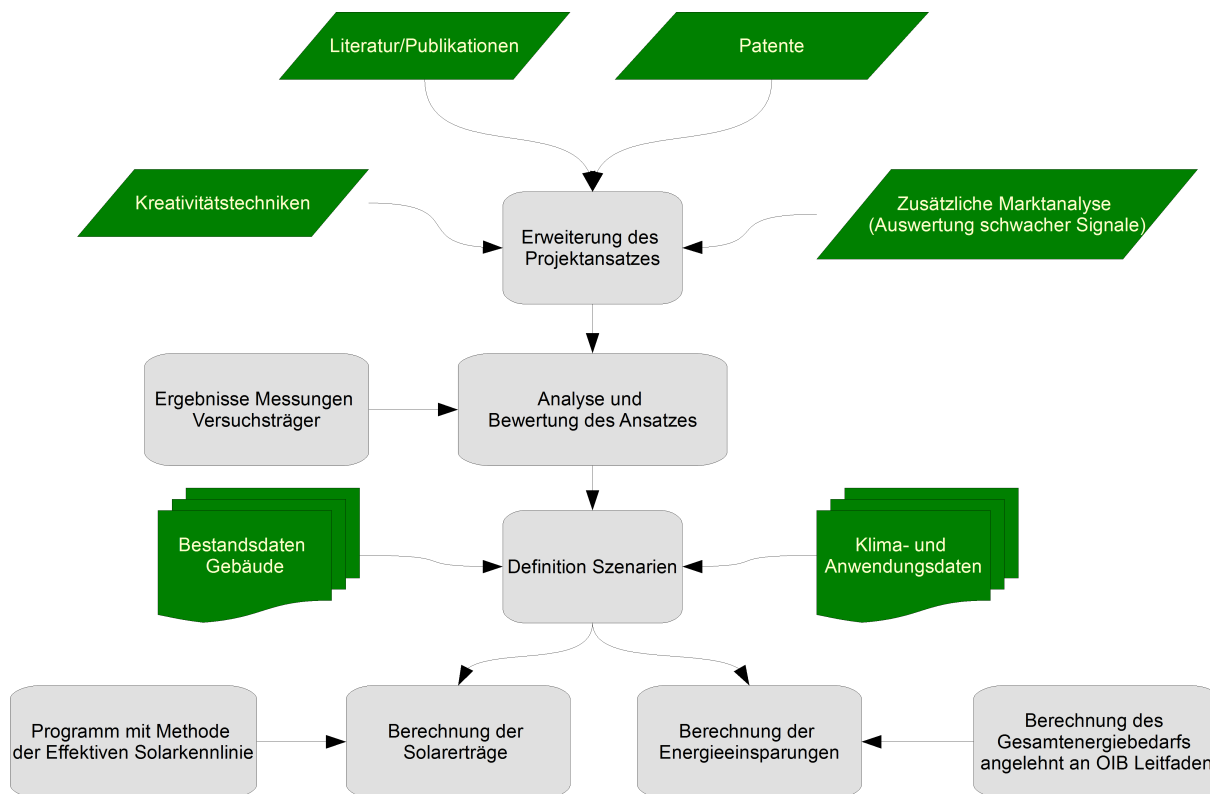 Literatur/Publikationen
Patente
Kreativitätstechniken
Zusätzliche Marktanalyse
(Auswertung schwacher Signale)
Erweiterung des
Projektansatzes
Ergebnisse Messungen
Versuchsträger
Analyse und
Bewertung des Ansatzes
Bestandsdaten
Gebäude
Definition Szenarien
Klima- und
Anwendungsdaten
Programm mit Methode
der Effektiven Solarkennlinie
Berechnung der
Solarerträge
Berechnung der
Energieeinsparungen
Berechnung des
Gesamtenergiebedarfs
angelehnt an OIB Leitfaden